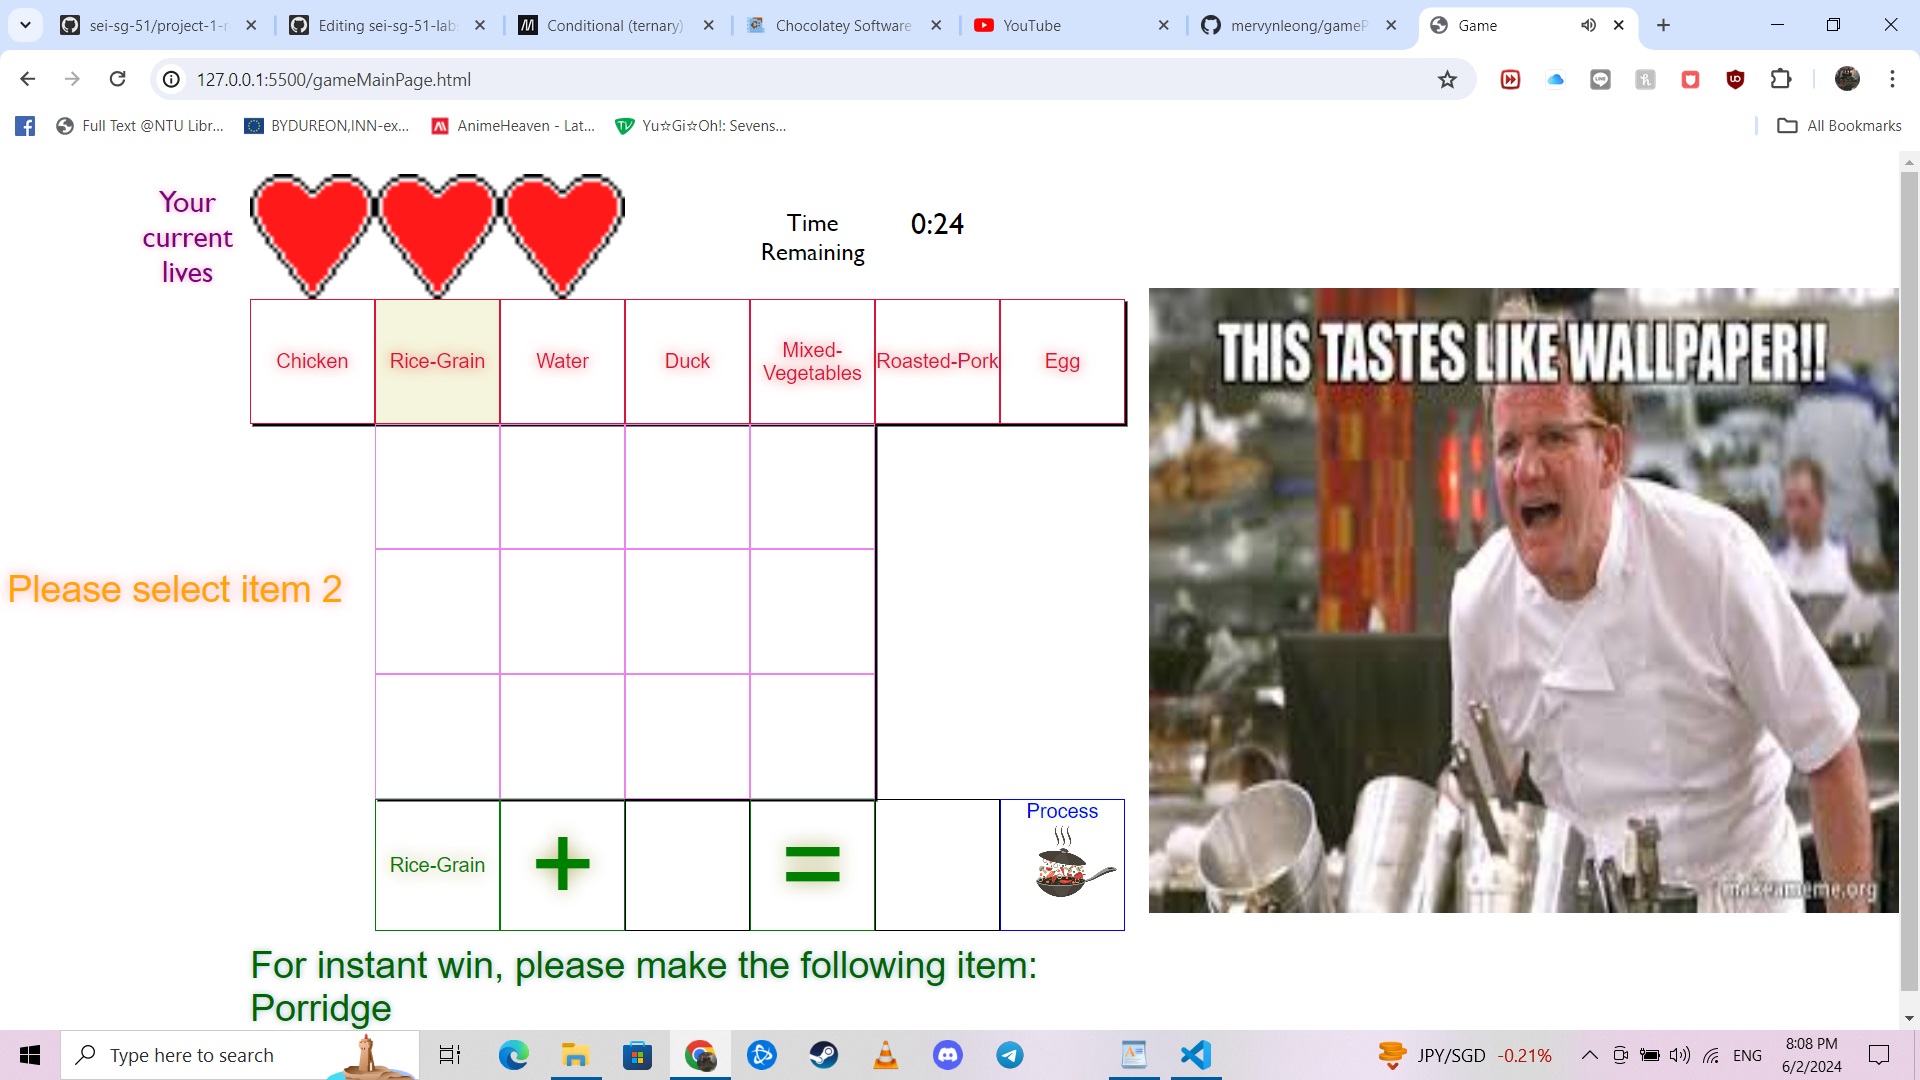 sei-sg-51/project-1-r
Editing sei-sg-51-lab
Conditional (ternary)
Chocolatey Software
YouTube
mervynleong/gameP
Game
127.0.0.1:5500/gameMainPage.html
Full Text @NTU Libr...
BYDUREON,INN-ex...
AnimeHeaven - Lat...
Yu☆Gi☆Oh!: Sevens...
All Bookmarks
Your
current
lives
Time
Remaining
0:24
Chicken
Rice-Grain
Water
Duck
Mixed-
Vegetables
Roasted-Pork
Egg
THIS TASTES LIKE WALLPAPER!!
Please select item 2
Rice-Grain
+
=
Process
makeameme.org
For instant win, please make the following item:
Porridge
Type here to search
JPY/SGD -0.21%
ENG
8:08 PM
6/2/2024